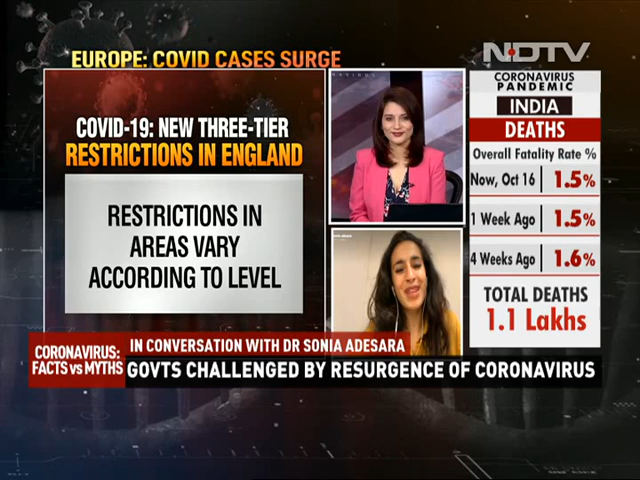 EUROPE: COVID CASES SURGE
NDTV
COVID-19: NEW THREE-TIER
RESTRICTIONS IN ENGLAND
RESTRICTIONS IN
AREAS VARY
ACCORDING TO LEVEL
CORONAVIRUS
PANDEMIC
INDIA
DEATHS
Overall Fatality Rate %
Now, Oct 16 1.5%
1 Week Ago 1.5%
4 Weeks Ago 1.6%
TOTAL DEATHS
1.1 Lakhs
CORONAVIRUS:
FACTS vs MYTHS
IN CONVERSATION WITH DR SONIA ADESARA
GOVTS CHALLENGED BY RESURGENCE OF CORONAVIRUS